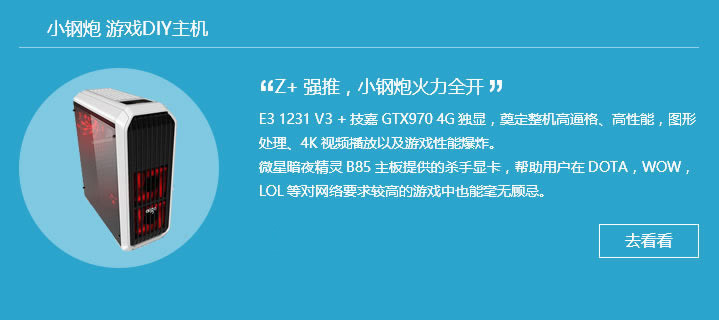 小钢炮 游戏DIY主机
“Z+ 强推，小钢炮火力全开”
E3 1231 V3 + 技嘉 GTX970 4G 独显，奠定整机高逼格、高性能，图形
处理、4K 视频播放以及游戏性能爆炸。
微星暗夜精灵 B85 主板提供的杀手显卡，帮助用户在 DOTA，WOW，
LOL 等对网络要求较高的游戏中也能毫无顾忌。
aigo
去看看